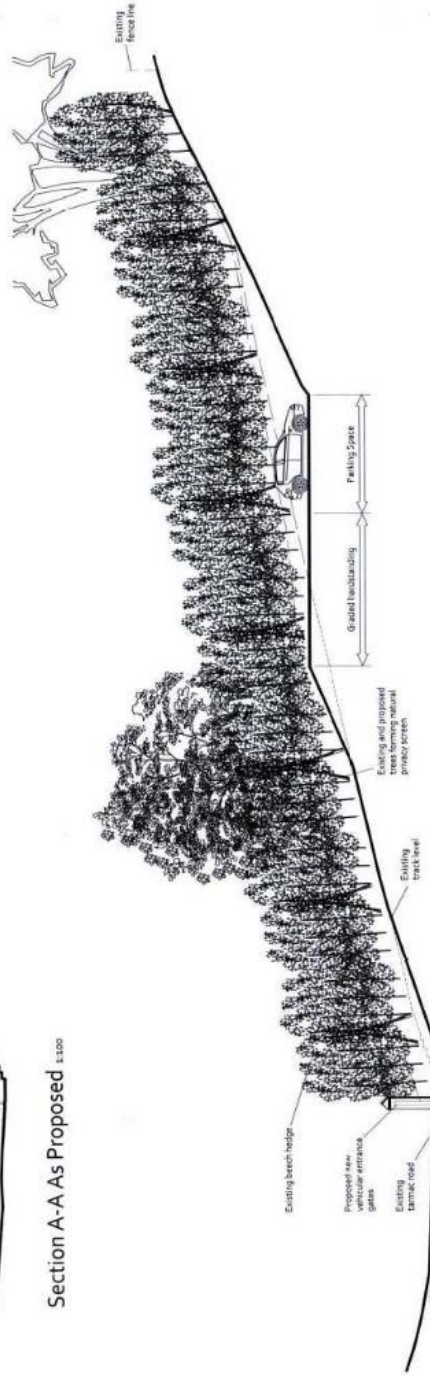 Section A-A As Proposed 1:100
Existing beech hedge
Proposed new
vehicular entrance
gates
Existing
tarmac road
Existing
track level
Existing and proposed
trees forming natural
privacy screen
Graded hardstanding
Parking Space
Existing
fence line